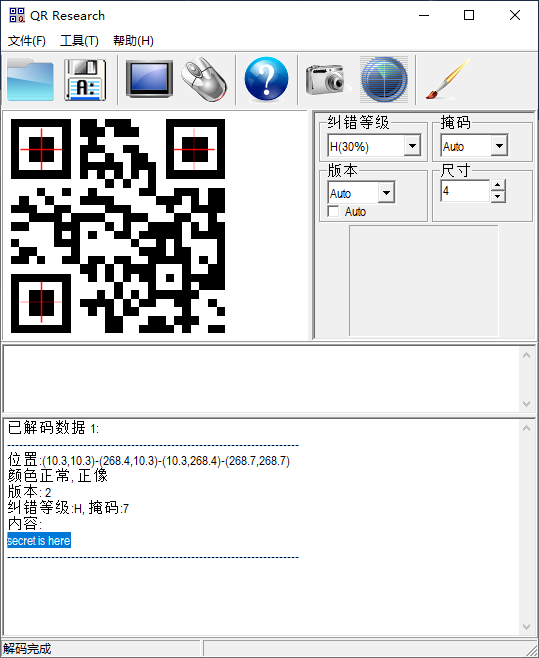 QR Research
文件(F) 工具(T) 帮助(H)
A:
纠错等级 掩码
H(30%) Auto
版本 尺寸
Auto 4
Auto
已解码数据 1:
--------------------------------------------------------------------------
位置:(10.3,10.3)-(268.4,10.3)-(10.3,268.4)-(268.7,268.7)
颜色正常, 正像
版本: 2
纠错等级:H, 掩码:7
内容:
secret is here
--------------------------------------------------------------------------
解码完成